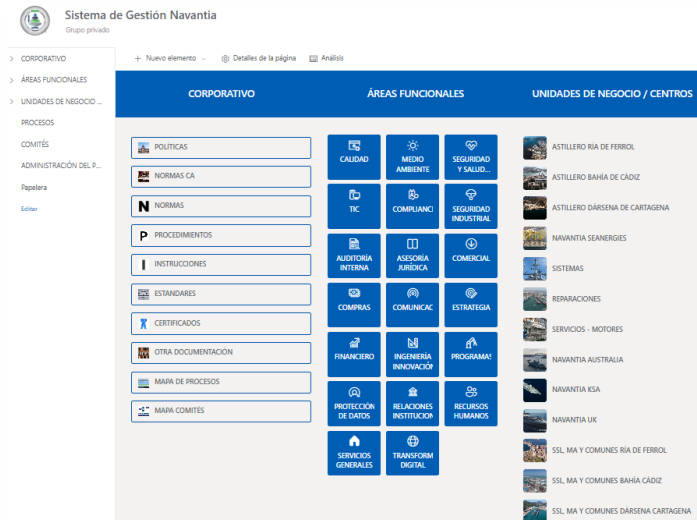 Sistema de Gestión Navantia
Grupo privado
CORPORATIVO
ÁREAS FUNCIONALES
UNIDADES DE NEGOCIO ...
PROCESOS
COMITÉS
ADMINISTRACIÓN DEL P...
Papelera
Editar
+ Nuevo elemento
Detalles de la página
Análisis
CORPORATIVO
POLÍTICAS
NORMAS CA
N NORMAS
P PROCEDIMIENTOS
I INSTRUCCIONES
ESTANDARES
CERTIFICADOS
OTRA DOCUMENTACIÓN
MAPA DE PROCESOS
MAPA COMITÉS
ÁREAS FUNCIONALES
CALIDAD
MEDIO
AMBIENTE
SEGURIDAD
Y SALUD...
TIC
COMPLIANCI
SEGURIDAD
INDUSTRIAL
AUDITORÍA
INTERNA
ASESORÍA
JURÍDICA
COMERCIAL
COMPRAS
COMUNICAC
ESTRATEGIA
FINANCIERO
INGENIERÍA
INNOVACIÓN
PROGRAMAS
PROTECCIÓN
DE DATOS
RELACIONES
INSTITUCION
RECURSOS
HUMANOS
SERVICIOS
GENERALES
TRANSFORM
DIGITAL
UNIDADES DE NEGOCIO / CENTROS
ASTILLERO RÍA DE FERROL
ASTILLERO BAHÍA DE CÁDIZ
ASTILLERO DÁRSENA DE CARTAGENA
NAVANTIA SEANERGIES
SISTEMAS
REPARACIONES
SERVICIOS - MOTORES
NAVANTIA AUSTRALIA
NAVANTIA KSA
NAVANTIA UK
SSL, MA Y COMUNES RÍA DE FERROL
SSL, MA Y COMUNES BAHÍA CÁDIZ
SSL, MA Y COMUNES DÁRSENA CARTAGENA